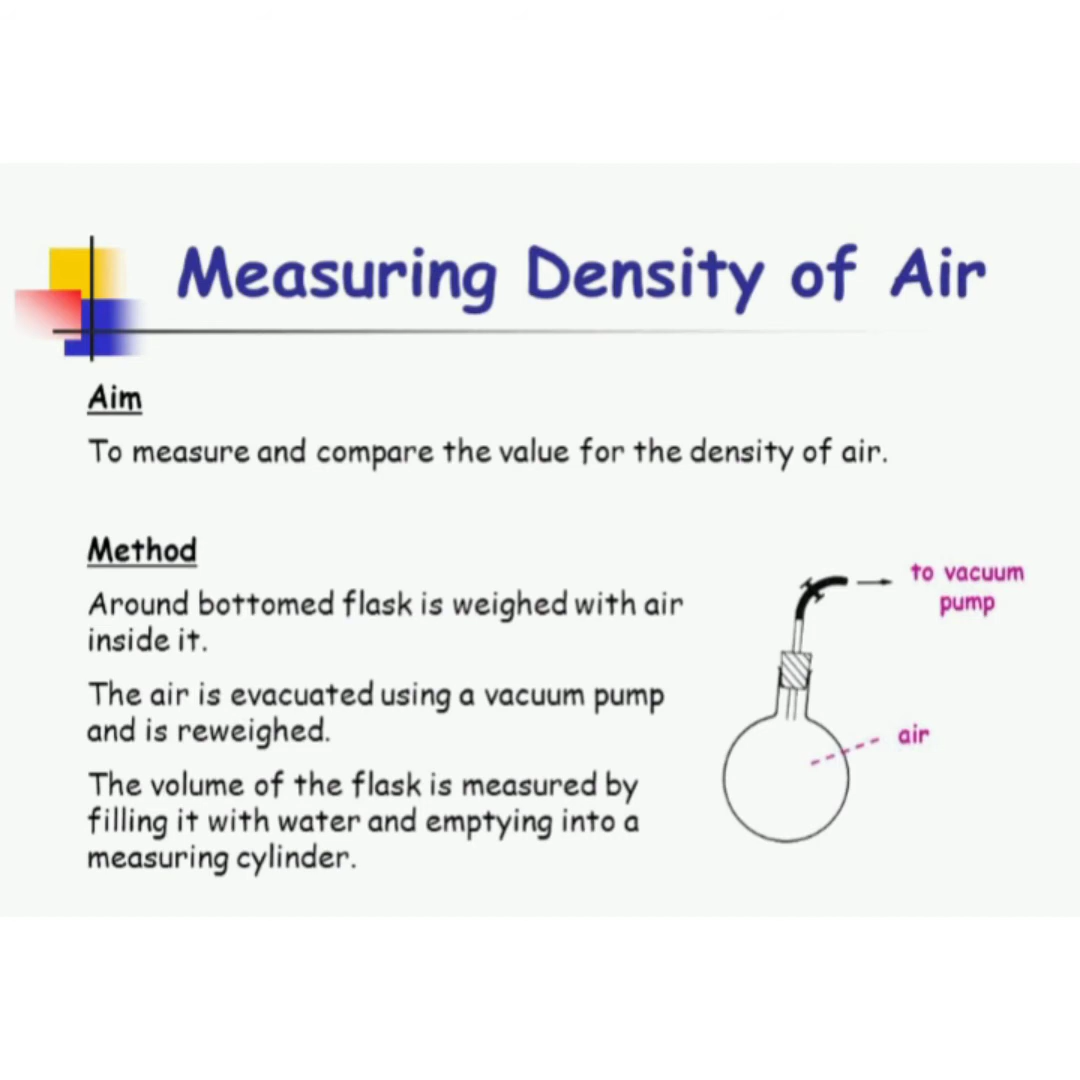 Measuring Density of Air
Aim
To measure and compare the value for the density of air.
Method
Around bottomed flask is weighed with air
inside it.
The air is evacuated using a vacuum pump
and is reweighed.
The volume of the flask is measured by
filling it with water and emptying into a
measuring cylinder.
to vacuum
pump
air